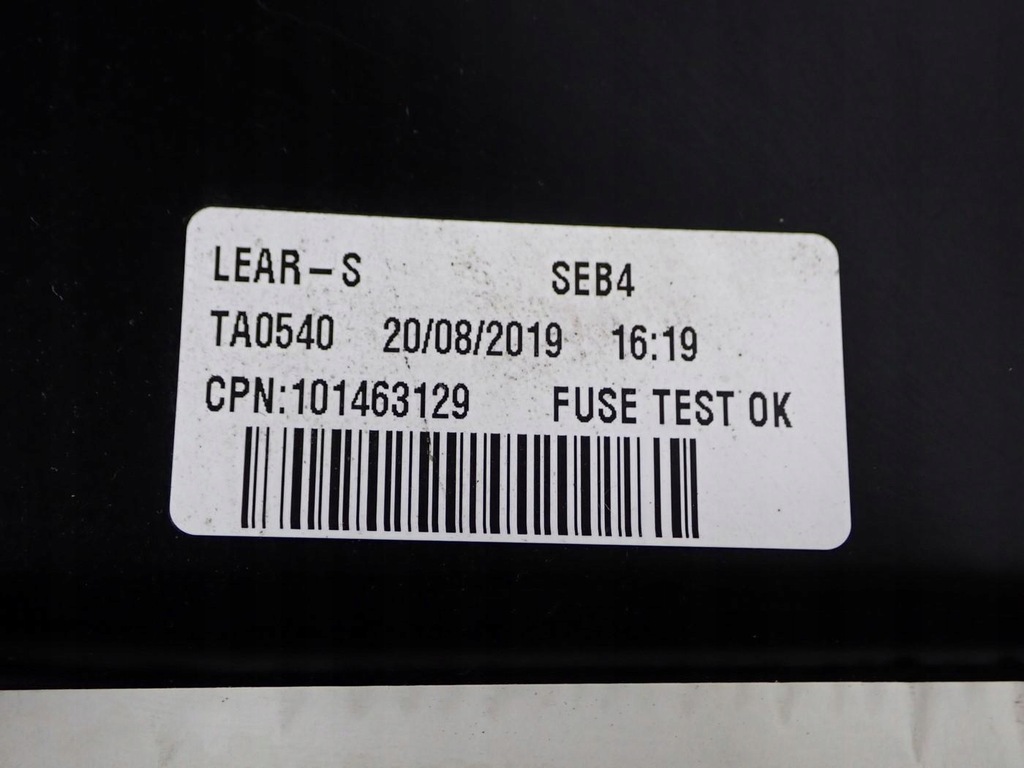 LEAR-S SEB4
TA0540 20/08/2019 16:19
CPN:101463129 FUSE TEST OK